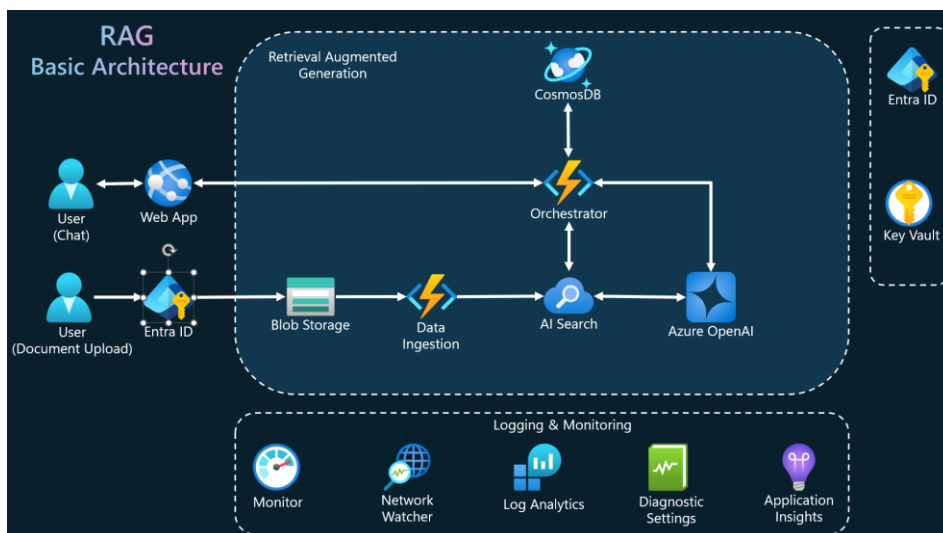 RAG
Basic Architecture
Retrieval Augmented
Generation
CosmosDB
Entra ID
User
(Chat)
Web App
Orchestrator
Key Vault
User
(Document Upload)
Entra ID
Blob Storage
Data
Ingestion
AI Search
Azure OpenAI
Logging & Monitoring
Monitor
Network
Watcher
Log Analytics
Diagnostic
Settings
Application
Insights